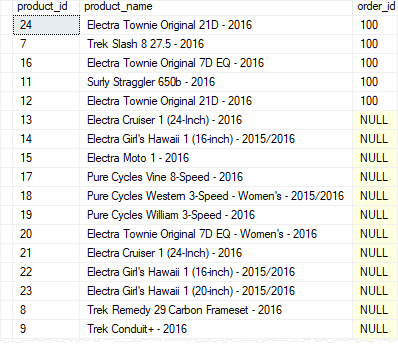 product_id product_name order_id
24 Electra Townie Original 21D - 2016 100
7 Trek Slash 8 27.5 - 2016 100
16 Electra Townie Original 7D EQ - 2016 100
11 Surly Straggler 650b - 2016 100
12 Electra Townie Original 21D - 2016 100
13 Electra Cruiser 1 (24-Inch) - 2016 NULL
14 Electra Girl's Hawaii 1 (16-inch) - 2015/2016 NULL
15 Electra Moto 1 - 2016 NULL
17 Pure Cycles Vine 8-Speed - 2016 NULL
18 Pure Cycles Western 3-Speed - Women's - 2015/2016 NULL
19 Pure Cycles William 3-Speed - 2016 NULL
20 Electra Townie Original 7D EQ - Women's - 2016 NULL
21 Electra Cruiser 1 (24-Inch) - 2016 NULL
22 Electra Girl's Hawaii 1 (16-inch) - 2015/2016 NULL
23 Electra Girl's Hawaii 1 (20-inch) - 2015/2016 NULL
8 Trek Remedy 29 Carbon Frameset - 2016 NULL
9 Trek Conduit+ - 2016 NULL